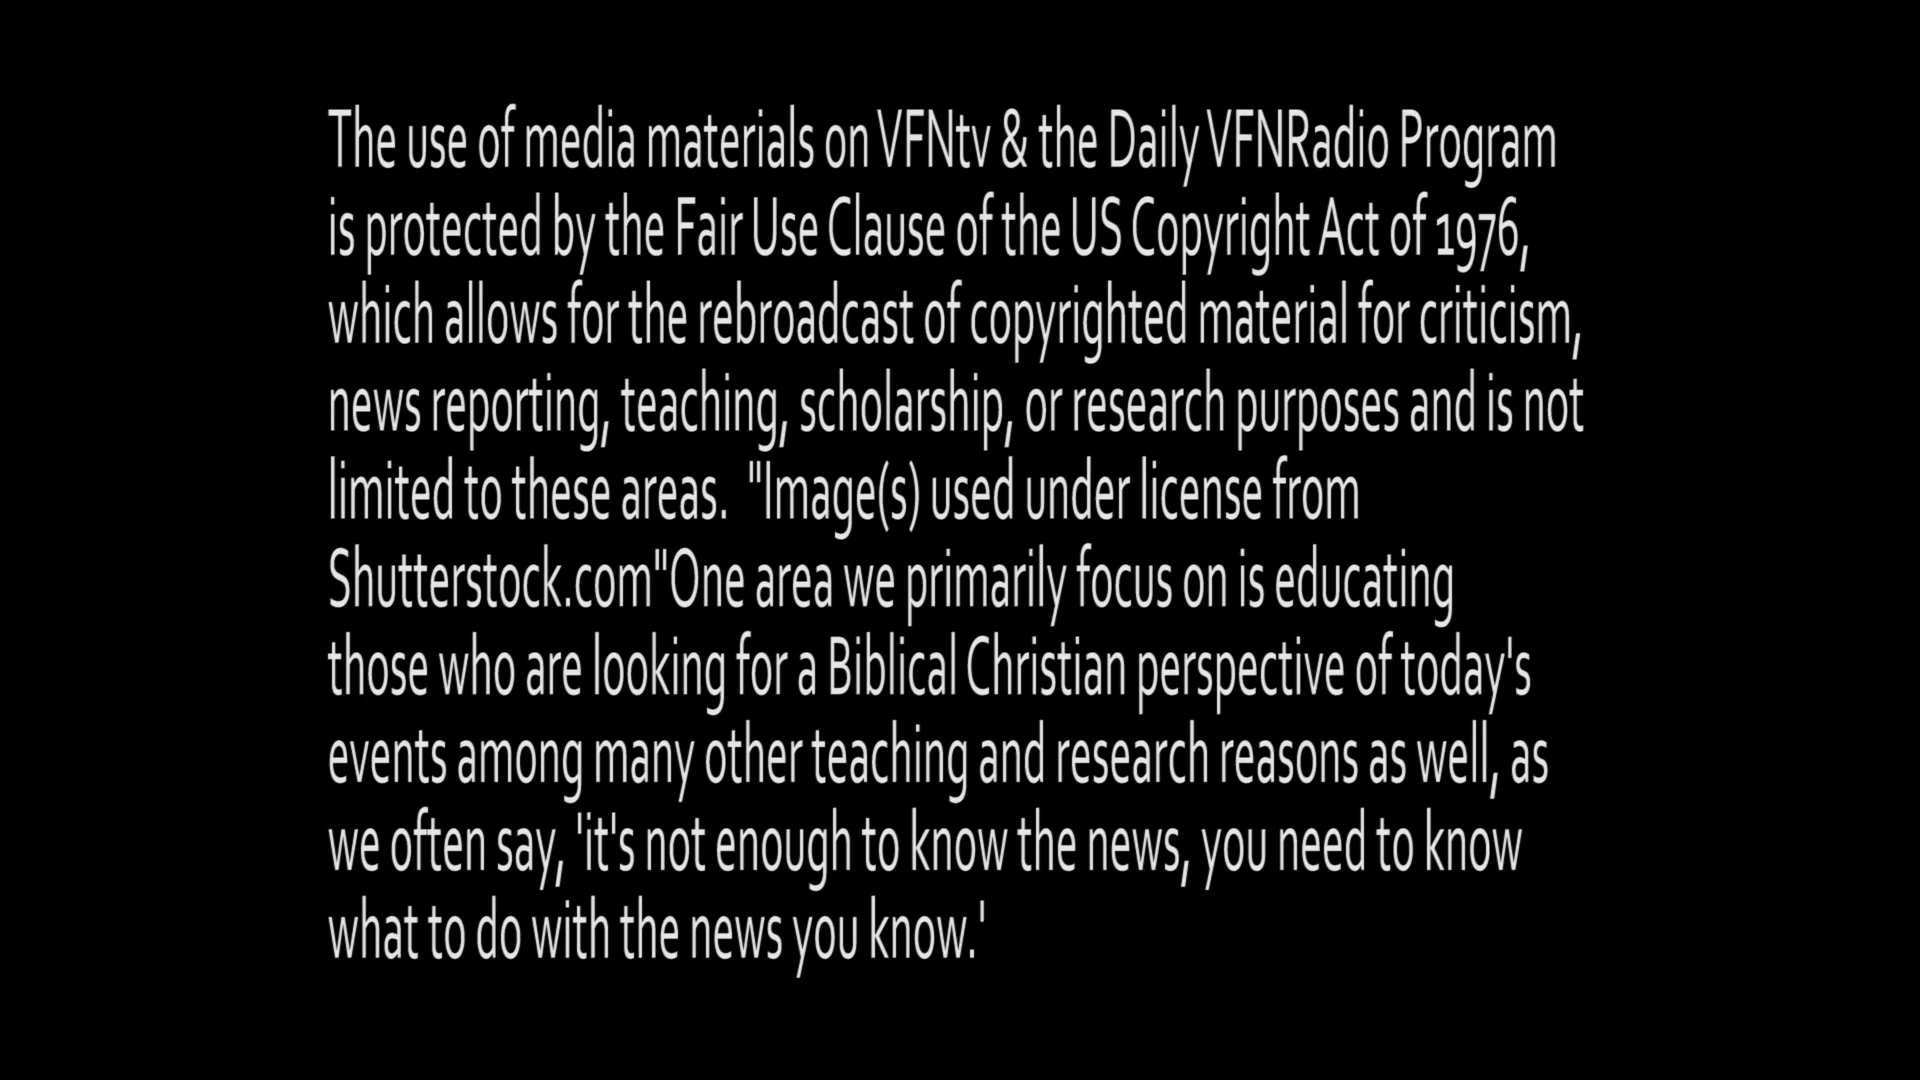 The use of media materials on VFNtv & the Daily VFNRadio Program
is protected by the Fair Use Clause of the US Copyright Act of 1976,
which allows for the rebroadcast of copyrighted material for criticism,
news reporting, teaching, scholarship, or research purposes and is not
limited to these areas.  "Image(s) used under license from
Shutterstock.com"One area we primarily focus on is educating
those who are looking for a Biblical Christian perspective of today's
events among many other teaching and research reasons as well, as
we often say, 'it's not enough to know the news, you need to know
what to do with the news you know.'